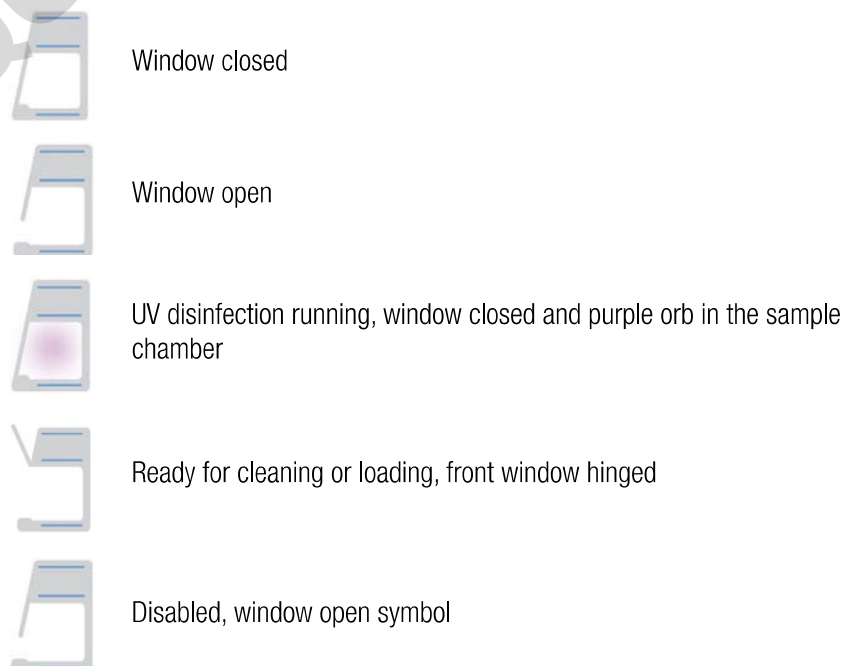 Window closed
Window open
UV disinfection running, window closed and purple orb in the sample
chamber
Ready for cleaning or loading, front window hinged
Disabled, window open symbol